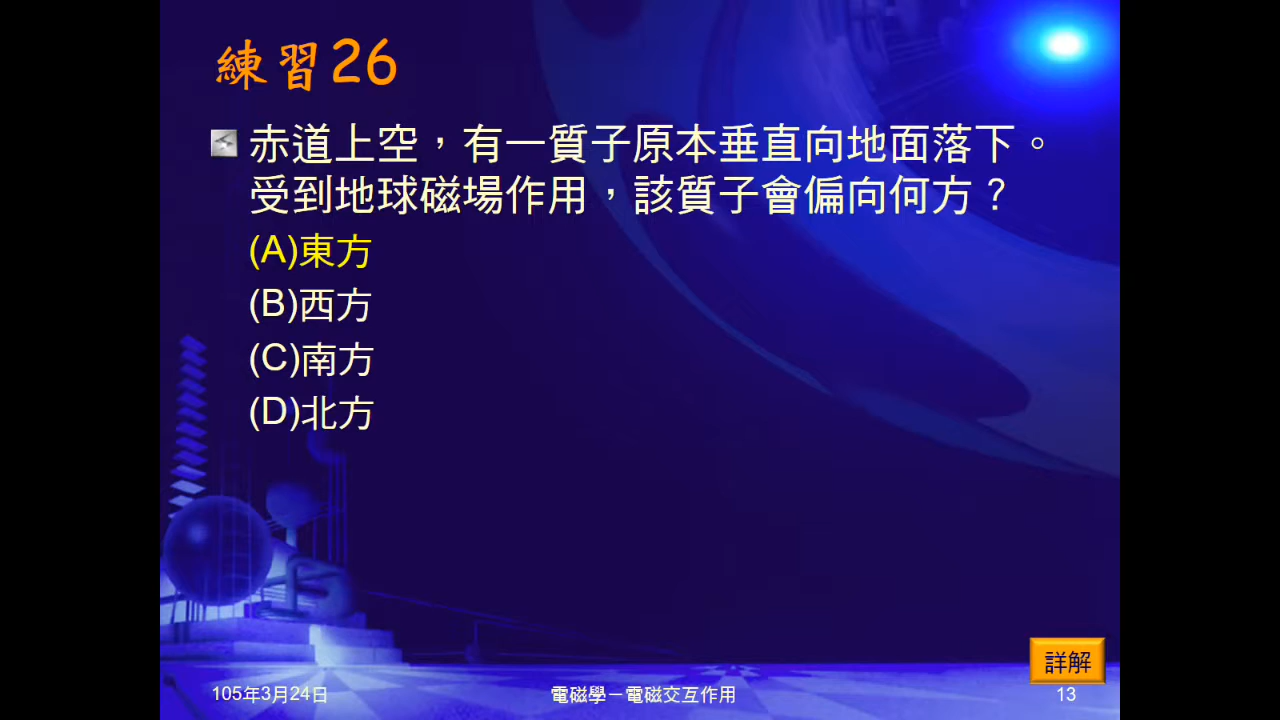 練習26
赤道上空，有一質子原本垂直向地面落下。
受到地球磁場作用，該質子會偏向何方？
(A)東方
(B)西方
(C)南方
(D)北方
詳解
105年3月24日
電磁學－電磁交互作用
13